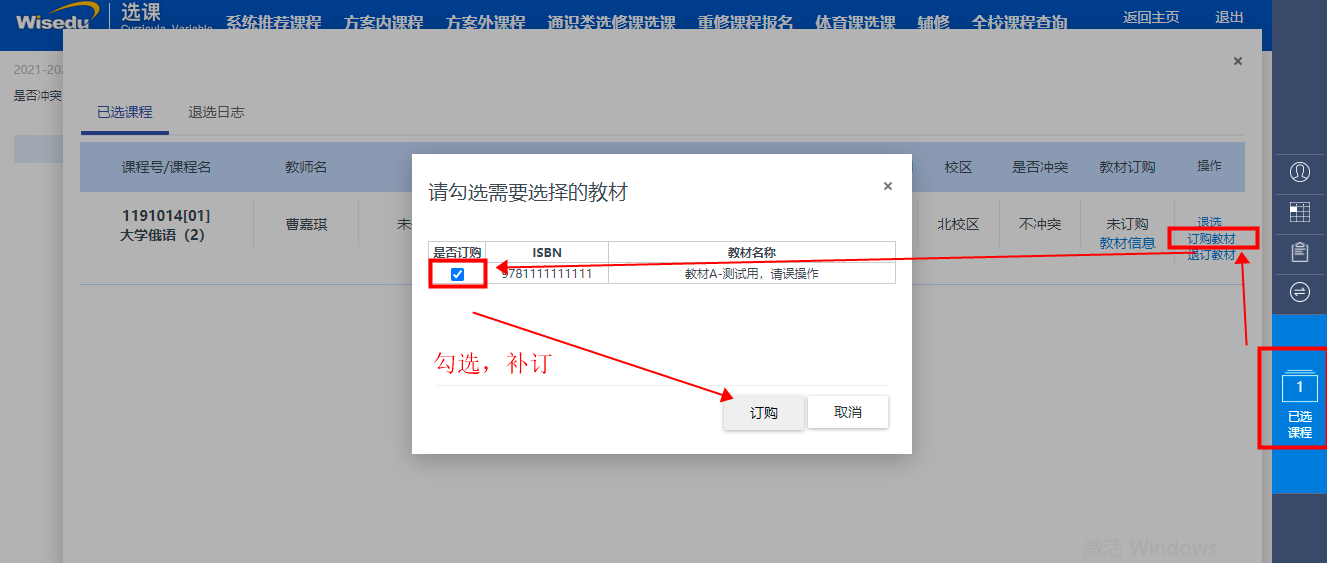 Wisedu
选课
Curricula Variable
系统推荐课程 方案内课程 方案外课程 通识类选修课选课 重修课程报名 体育课选课 辅修 全校课程查询
返回主页 退出
2021-202
×
是否冲突
已选课程 退选日志
课程号/课程名 教师名 校区 是否冲突 教材订购 操作
1191014[01]
大学俄语（2）
曹嘉琪
未
北校区
不冲突
未订购
教材信息
退选
订购教材
退订教材
请勾选需要选择的教材 ×
是否订购 ISBN 教材名称
9781111111111 教材A-测试用，请误操作
勾选，补订
订购 取消
1
已选
课程
激活 Windows